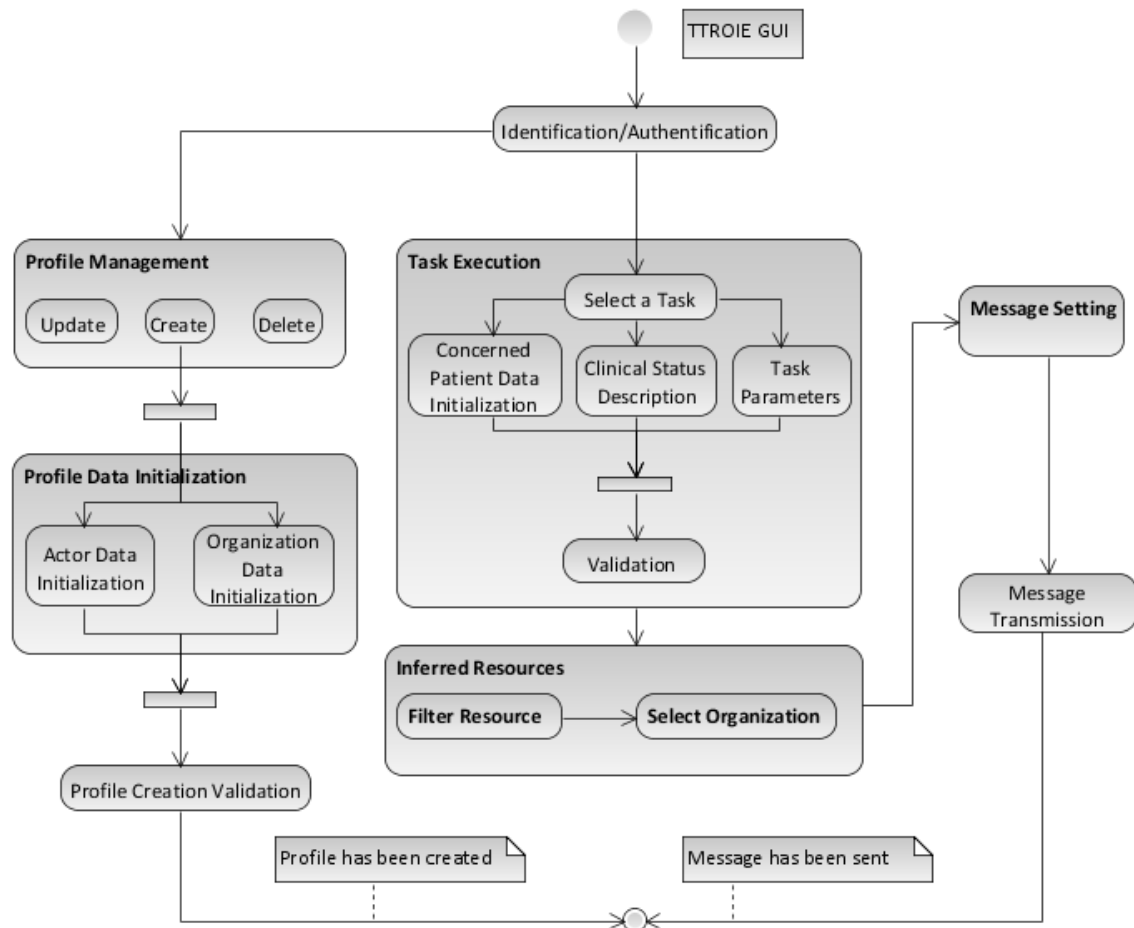 TTROIE GUI
Identification/Authentification
Profile Management
Update
Create
Delete
Task Execution
Select a Task
Concerned
Patient Data
Initialization
Clinical Status
Description
Task
Parameters
Validation
Message Setting
Profile Data Initialization
Actor Data
Initialization
Organization
Data
Initialization
Message
Transmission
Inferred Resources
Filter Resource
Select Organization
Profile Creation Validation
Profile has been created
Message has been sent